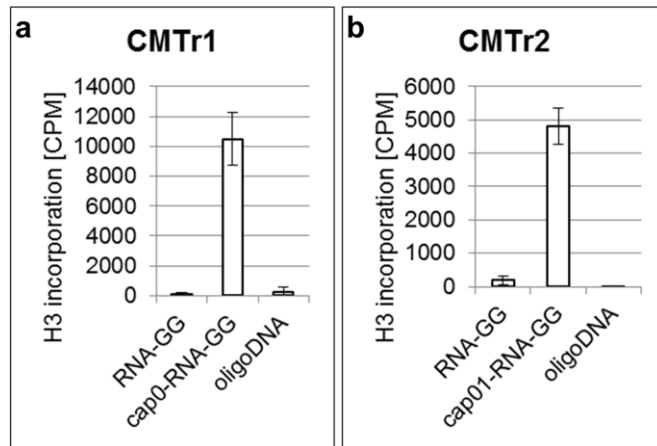 a
CMTr1
H3 incorporation [CPM]
14000
12000
10000
8000
6000
4000
2000
0
RNA-GG
cap0-RNA-GG
oligoDNA
b
CMTr2
H3 incorporation [CPM]
6000
5000
4000
3000
2000
1000
0
RNA-GG
cap01-RNA-GG
oligoDNA